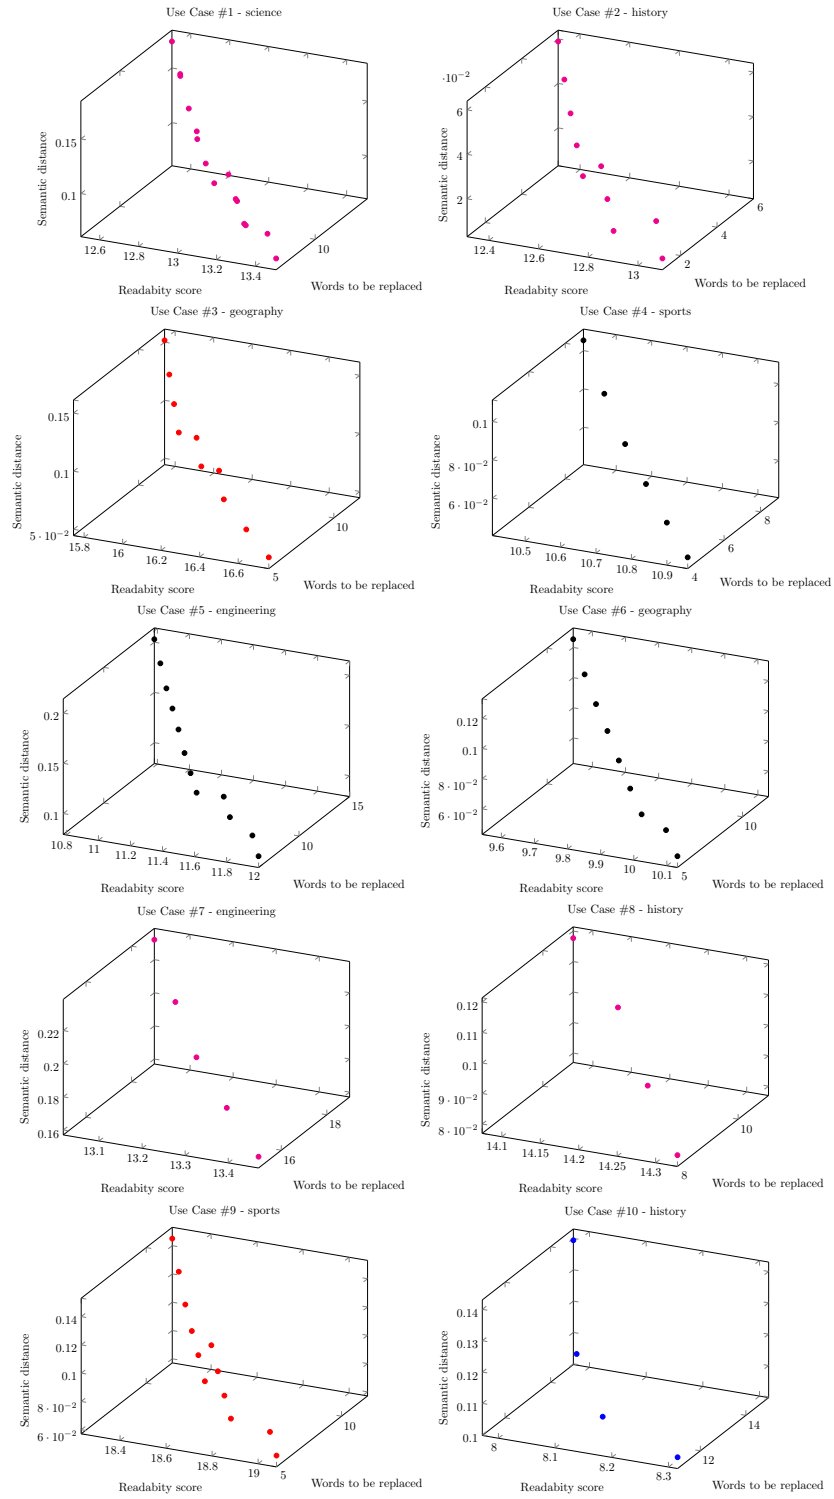 Use Case #1 - science
Semantic distance
0.15
0.1
12.6 12.8 13 13.2 13.4
10
Readabity score
Words to be replaced
Use Case #2 - history
·10⁻²
Semantic distance
6
4
2
12.4 12.6 12.8 13
2 4 6
Readabity score
Words to be replaced
Use Case #3 - geography
Semantic distance
0.15
0.1
5 · 10⁻²
15.8 16 16.2 16.4 16.6
5 10
Readabity score
Words to be replaced
Use Case #4 - sports
Semantic distance
0.1
8 · 10⁻²
6 · 10⁻²
10.5 10.6 10.7 10.8 10.9
4 6 8
Readabity score
Words to be replaced
Use Case #5 - engineering
Semantic distance
0.2
0.15
0.1
10.8 11 11.2 11.4 11.6 11.8 12
10 15
Readabity score
Words to be replaced
Use Case #6 - geography
Semantic distance
0.12
0.1
8 · 10⁻²
6 · 10⁻²
9.6 9.7 9.8 9.9 10 10.1
5 10
Readabity score
Words to be replaced
Use Case #7 - engineering
Semantic distance
0.22
0.2
0.18
0.16
13.1 13.2 13.3 13.4
16 18
Readabity score
Words to be replaced
Use Case #8 - history
Semantic distance
0.12
0.11
0.1
9 · 10⁻²
8 · 10⁻²
14.1 14.15 14.2 14.25 14.3
8 10
Readabity score
Words to be replaced
Use Case #9 - sports
Semantic distance
0.14
0.12
0.1
8 · 10⁻²
6 · 10⁻²
18.4 18.6 18.8 19
5 10
Readabity score
Words to be replaced
Use Case #10 - history
Semantic distance
0.14
0.13
0.12
0.11
0.1
8 8.1 8.2 8.3
12 14
Readabity score
Words to be replaced